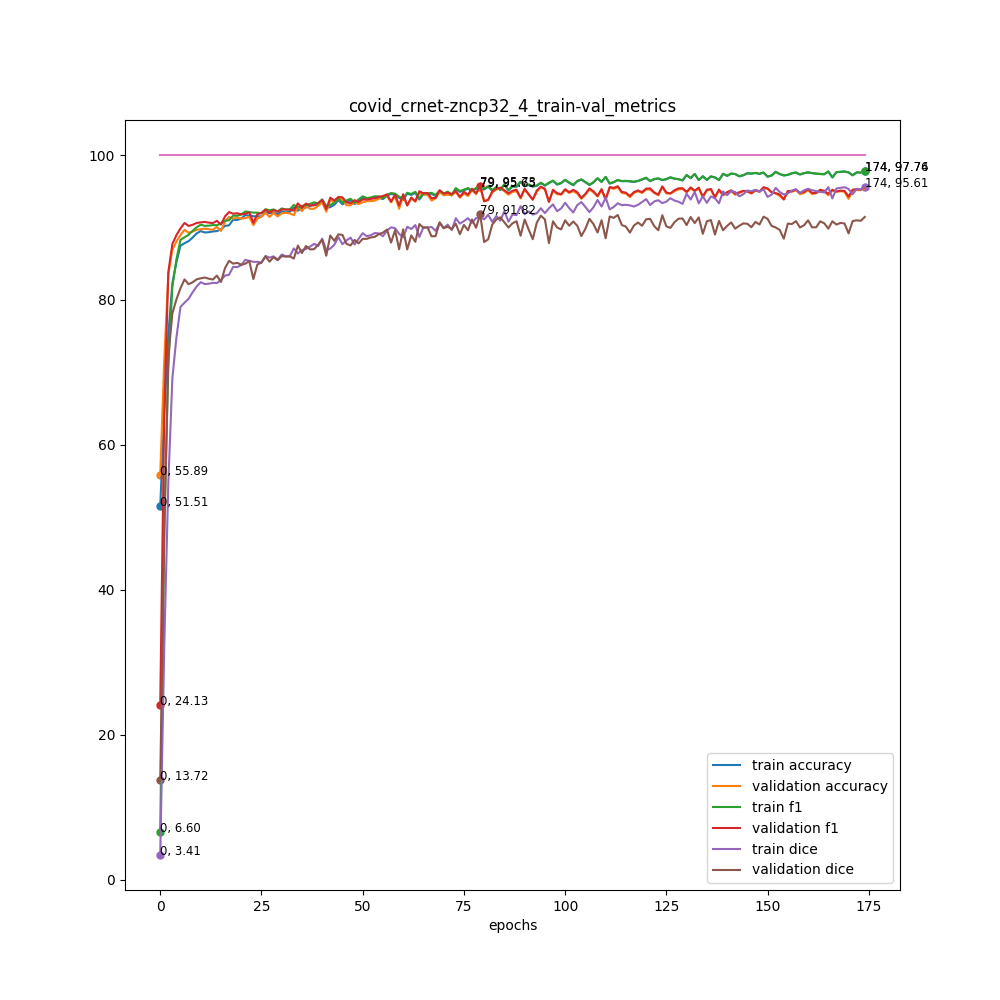 covid_crnet-zncp32_4_train-val_metrics
100
174, 97.76
174, 95.61
79, 91.82
80
60
0, 55.89
0, 51.51
40
0, 24.13
20
0, 13.72
0, 6.60
0, 3.41
0
train accuracy
validation accuracy
train f1
validation f1
train dice
validation dice
0 25 50 75 100 125 150 175
epochs